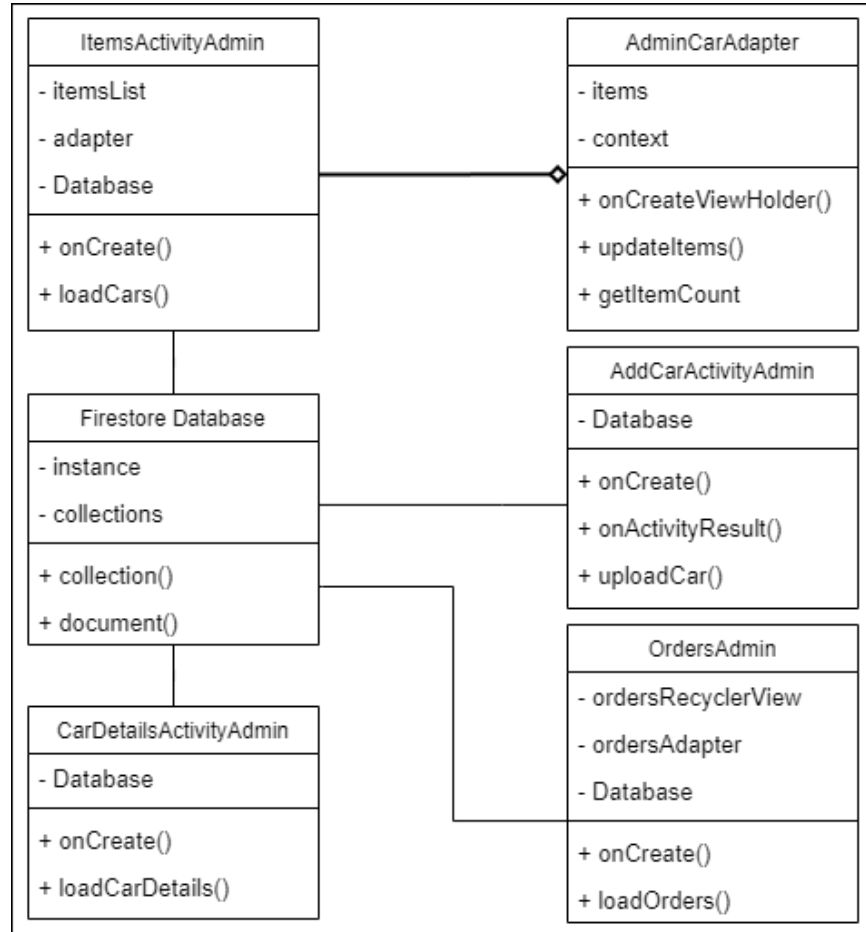 ItemsActivityAdmin
- itemsList
- adapter
- Database
+ onCreate()
+ loadCars()
AdminCarAdapter
- items
- context
+ onCreateViewHolder()
+ updateItems()
+ getItemCount
Firestore Database
- instance
- collections
+ collection()
+ document()
AddCarActivityAdmin
- Database
+ onCreate()
+ onActivityResult()
+ uploadCar()
CarDetailsActivityAdmin
- Database
+ onCreate()
+ loadCarDetails()
OrdersAdmin
- ordersRecyclerView
- ordersAdapter
- Database
+ onCreate()
+ loadOrders()